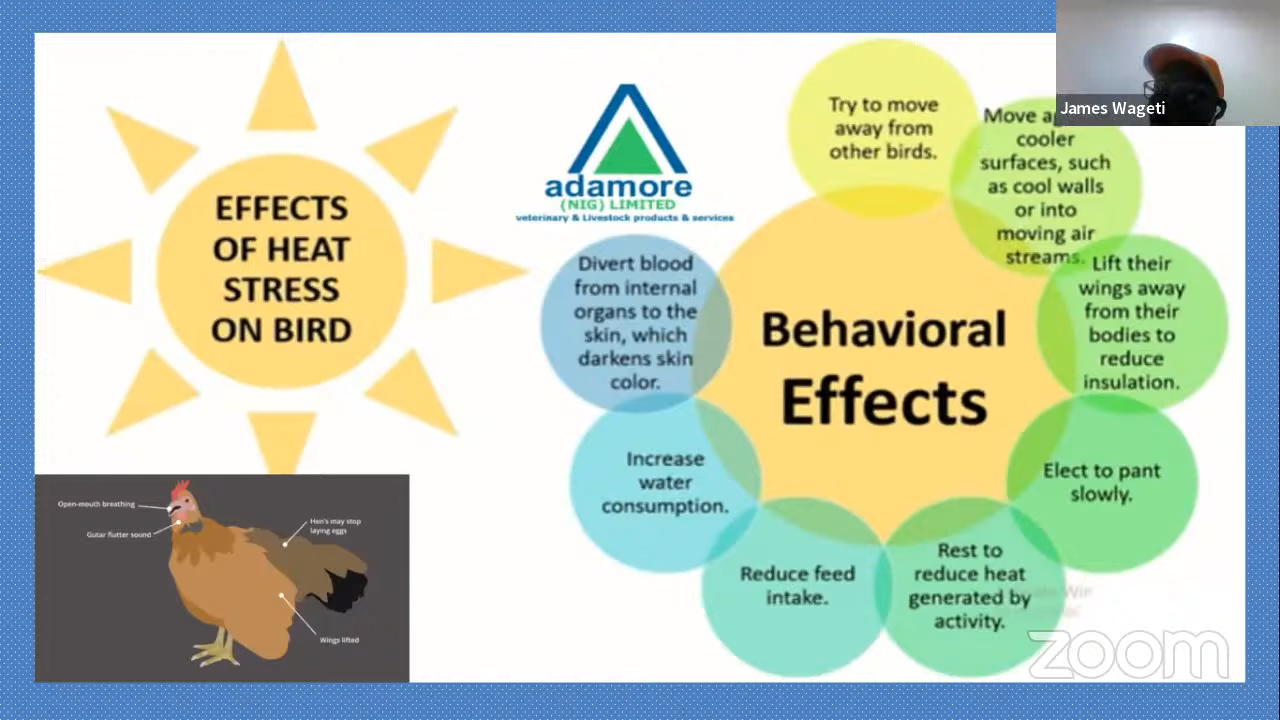 EFFECTS
OF HEAT
STRESS
ON BIRD
adamore
(NIG) LIMITED
veterinary & Livestock products & services
Behavioral
Effects
Try to move
away from
other birds.
Move
cooler
surfaces, such
as cool walls
or into
moving air
streams.
Lift their
wings away
from their
bodies to
reduce
insulation.
Elect to pant
slowly.
Rest to
reduce heat
generated by
activity.
Reduce feed
intake.
Increase
water
consumption.
Divert blood
from internal
organs to the
skin, which
darkens skin
color.
Open-mouth breathing
Gutar flutter sound
Hen's may stop
laying eggs
Wings lifted
James Wageti
zoom